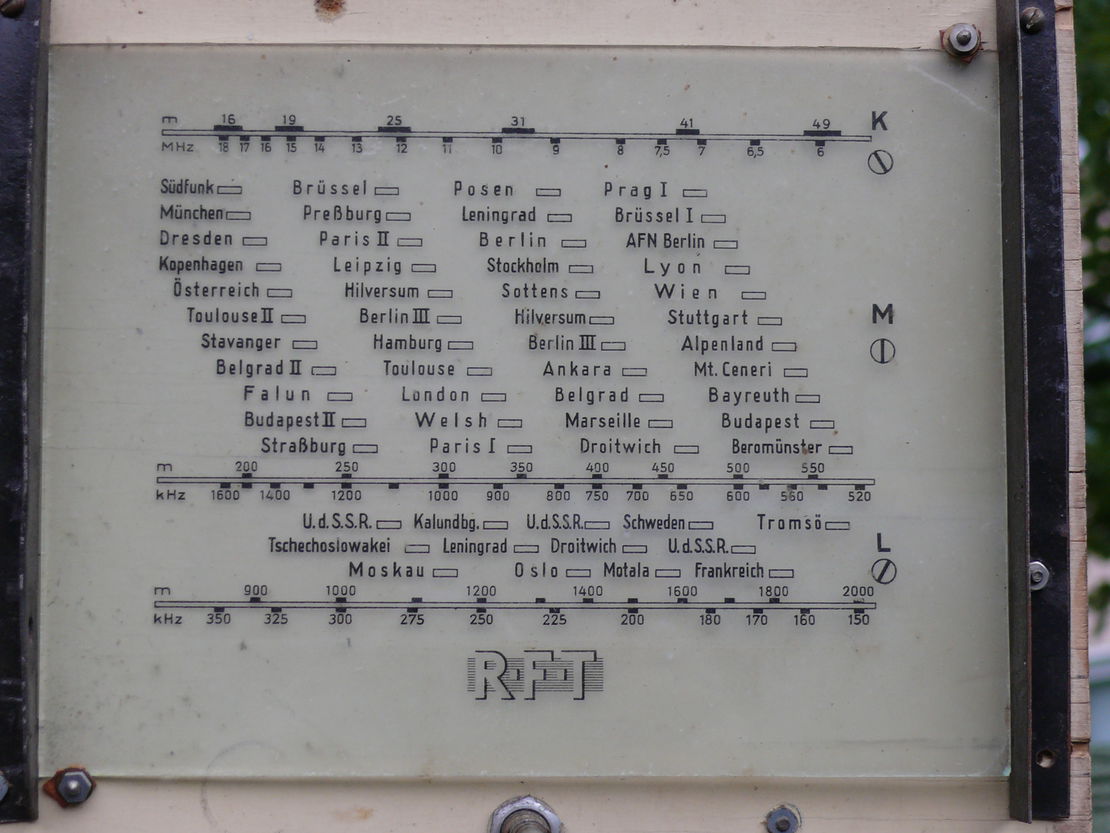 m 16 19 25 31 41 49 K
MHz 18 17 16 15 14 13 12 11 10 9 8 7,5 7 6,5 6
Südfunk Brüssel Posen Prag I
München Preßburg Leningrad Brüssel I
Dresden Paris II Berlin AFN Berlin
Kopenhagen Leipzig Stockholm Lyon
Österreich Hilversum Sottens Wien
Toulouse II Berlin III Hilversum Stuttgart M
Stavanger Hamburg Berlin III Alpenland
Belgrad II Toulouse Ankara Mt. Ceneri
Falun London Belgrad Bayreuth
Budapest II Welsh Marseille Budapest
Straßburg Paris I Droitwich Beromünster
m 200 250 300 350 400 450 500 550
kHz 1600 1400 1200 1000 900 800 750 700 650 600 560 520
U.d.S.S.R. Kalundbg. U.d.S.S.R. Schweden Tromsö
Tschechoslowakei Leningrad Droitwich U.d.S.S.R. L
Moskau Oslo Motala Frankreich
m 900 1000 1200 1400 1600 1800 2000
kHz 350 325 300 275 250 225 200 180 170 160 150
RFT